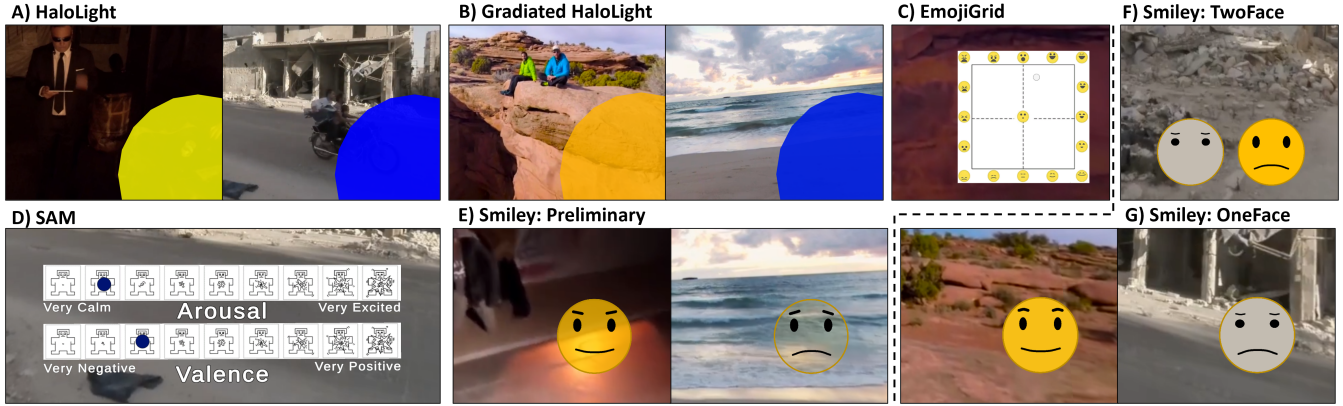 A) HaloLight
B) Gradiated HaloLight
C) EmojiGrid
F) Smiley: TwoFace
D) SAM
Very Calm Arousal Very Excited
Very Negative Valence Very Positive
E) Smiley: Preliminary
G) Smiley: OneFace